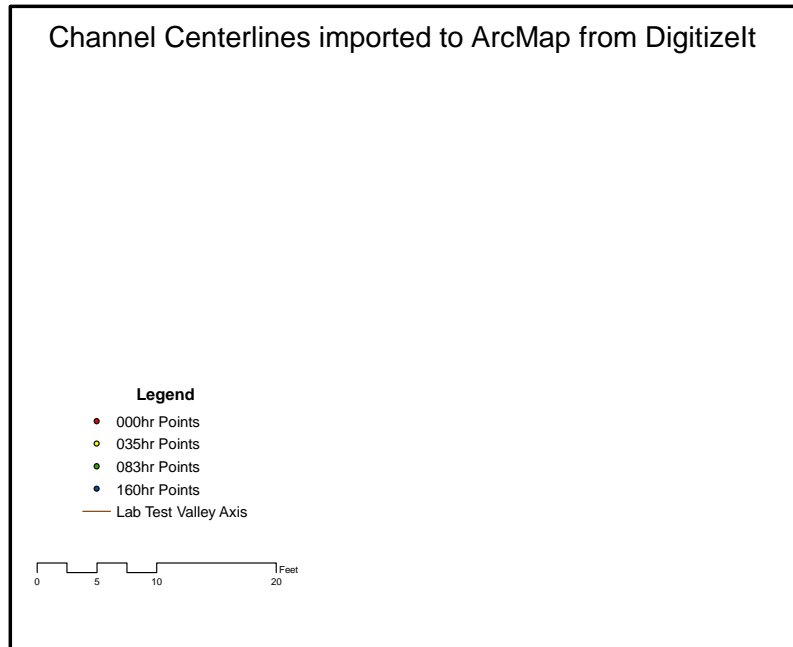 Channel Centerlines imported to ArcMap from DigitizeIt
Legend
000hr Points
035hr Points
083hr Points
160hr Points
Lab Test Valley Axis
Feet
0 5 10 20